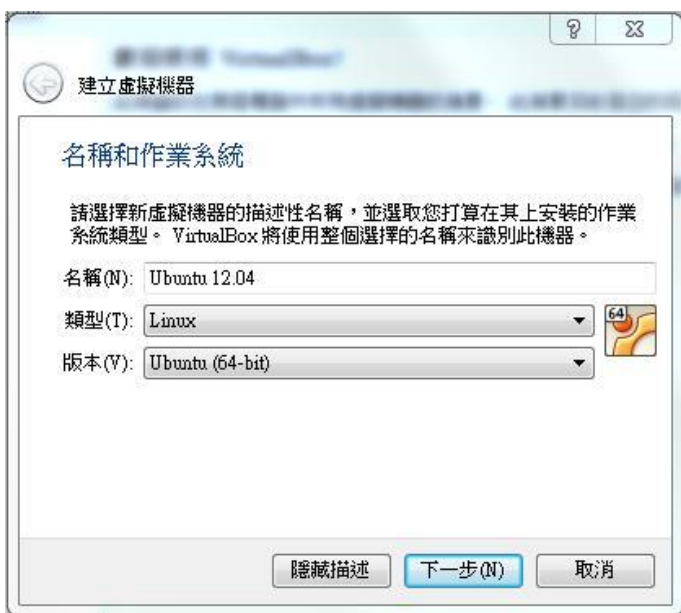 建立虛擬機器
名稱和作業系統
請選擇新虛擬機器的描述性名稱，並選取您打算在其上安裝的作業
系統類型。 VirtualBox 將使用整個選擇的名稱來識別此機器。
名稱(N): Ubuntu 12.04
64
類型(T): Linux
版本(V): Ubuntu (64-bit)
隱藏描述 下一步(N) 取消